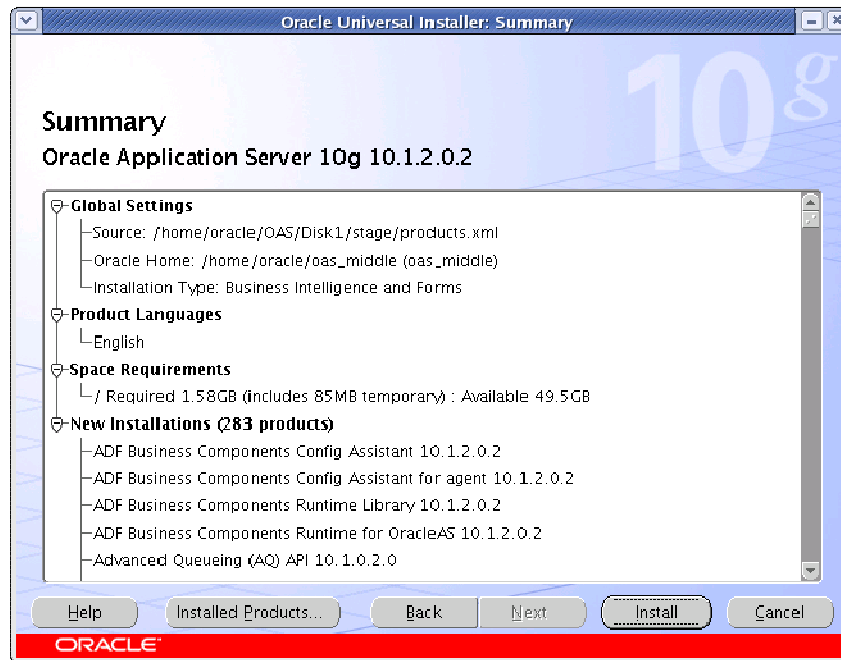 Oracle Universal Installer: Summary
10g
Summary
Oracle Application Server 10g 10.1.2.0.2
Global Settings
Source: /home/oracle/OAS/Disk1/stage/products.xml
Oracle Home: /home/oracle/oas_middle (oas_middle)
Installation Type: Business Intelligence and Forms
Product Languages
English
Space Requirements
/ Required 1.58GB (includes 85MB temporary) : Available 49.5GB
New Installations (283 products)
ADF Business Components Config Assistant 10.1.2.0.2
ADF Business Components Config Assistant for agent 10.1.2.0.2
ADF Business Components Runtime Library 10.1.2.0.2
ADF Business Components Runtime for OracleAS 10.1.2.0.2
Advanced Queueing (AQ) API 10.1.0.2.0
Help Installed Products... Back Next Install Cancel
ORACLE